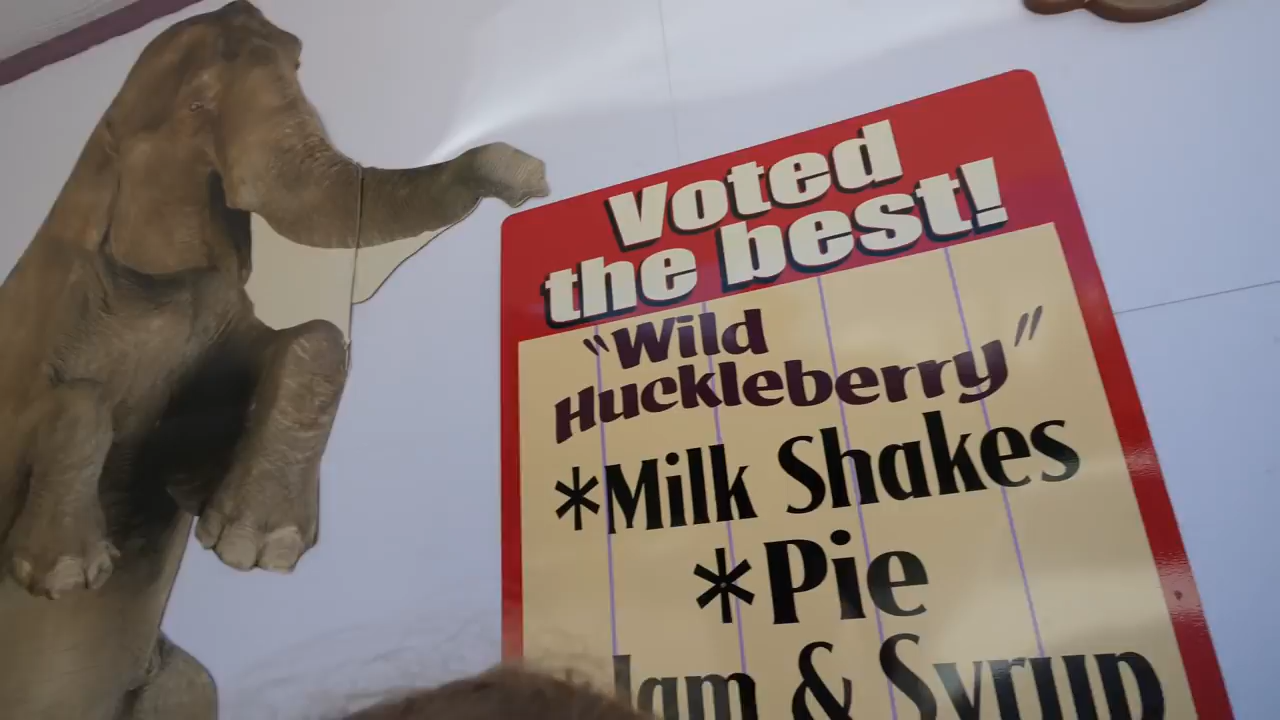 Voted
the best!
"Wild
Huckleberry"
*Milk Shakes
*Pie
Jam & Syrup